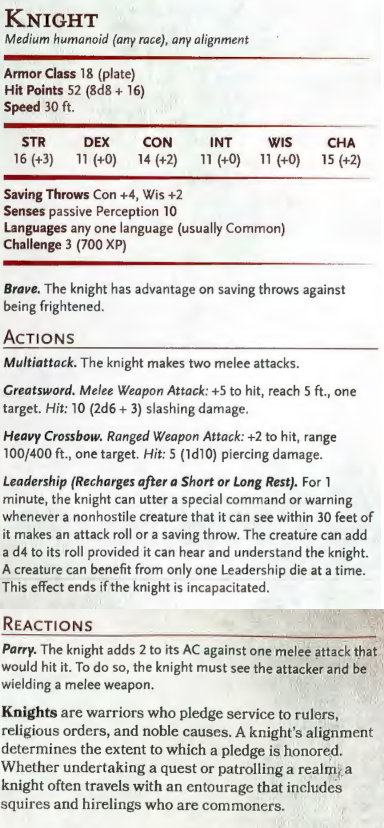 KNIGHT
Medium humanoid (any race), any alignment
Armor Class 18 (plate)
Hit Points 52 (8d8 + 16)
Speed 30 ft.
STR DEX CON INT WIS CHA
16 (+3) 11 (+0) 14 (+2) 11 (+0) 11 (+0) 15 (+2)
Saving Throws Con +4, Wis +2
Senses passive Perception 10
Languages any one language (usually Common)
Challenge 3 (700 XP)
Brave. The knight has advantage on saving throws against
being frightened.
ACTIONS
Multiattack. The knight makes two melee attacks.
Greatsword. Melee Weapon Attack: +5 to hit, reach 5 ft., one
target. Hit: 10 (2d6 + 3) slashing damage.
Heavy Crossbow. Ranged Weapon Attack: +2 to hit, range
100/400 ft., one target. Hit: 5 (1d10) piercing damage.
Leadership (Recharges after a Short or Long Rest). For 1
minute, the knight can utter a special command or warning
whenever a nonhostile creature that it can see within 30 feet of
it makes an attack roll or a saving throw. The creature can add
a d4 to its roll provided it can hear and understand the knight.
A creature can benefit from only one Leadership die at a time.
This effect ends if the knight is incapacitated.
REACTIONS
Parry. The knight adds 2 to its AC against one melee attack that
would hit it. To do so, the knight must see the attacker and be
wielding a melee weapon.
Knights are warriors who pledge service to rulers,
religious orders, and noble causes. A knight's alignment
determines the extent to which a pledge is honored.
Whether undertaking a quest or patrolling a realm, a
knight often travels with an entourage that includes
squires and hirelings who are commoners.